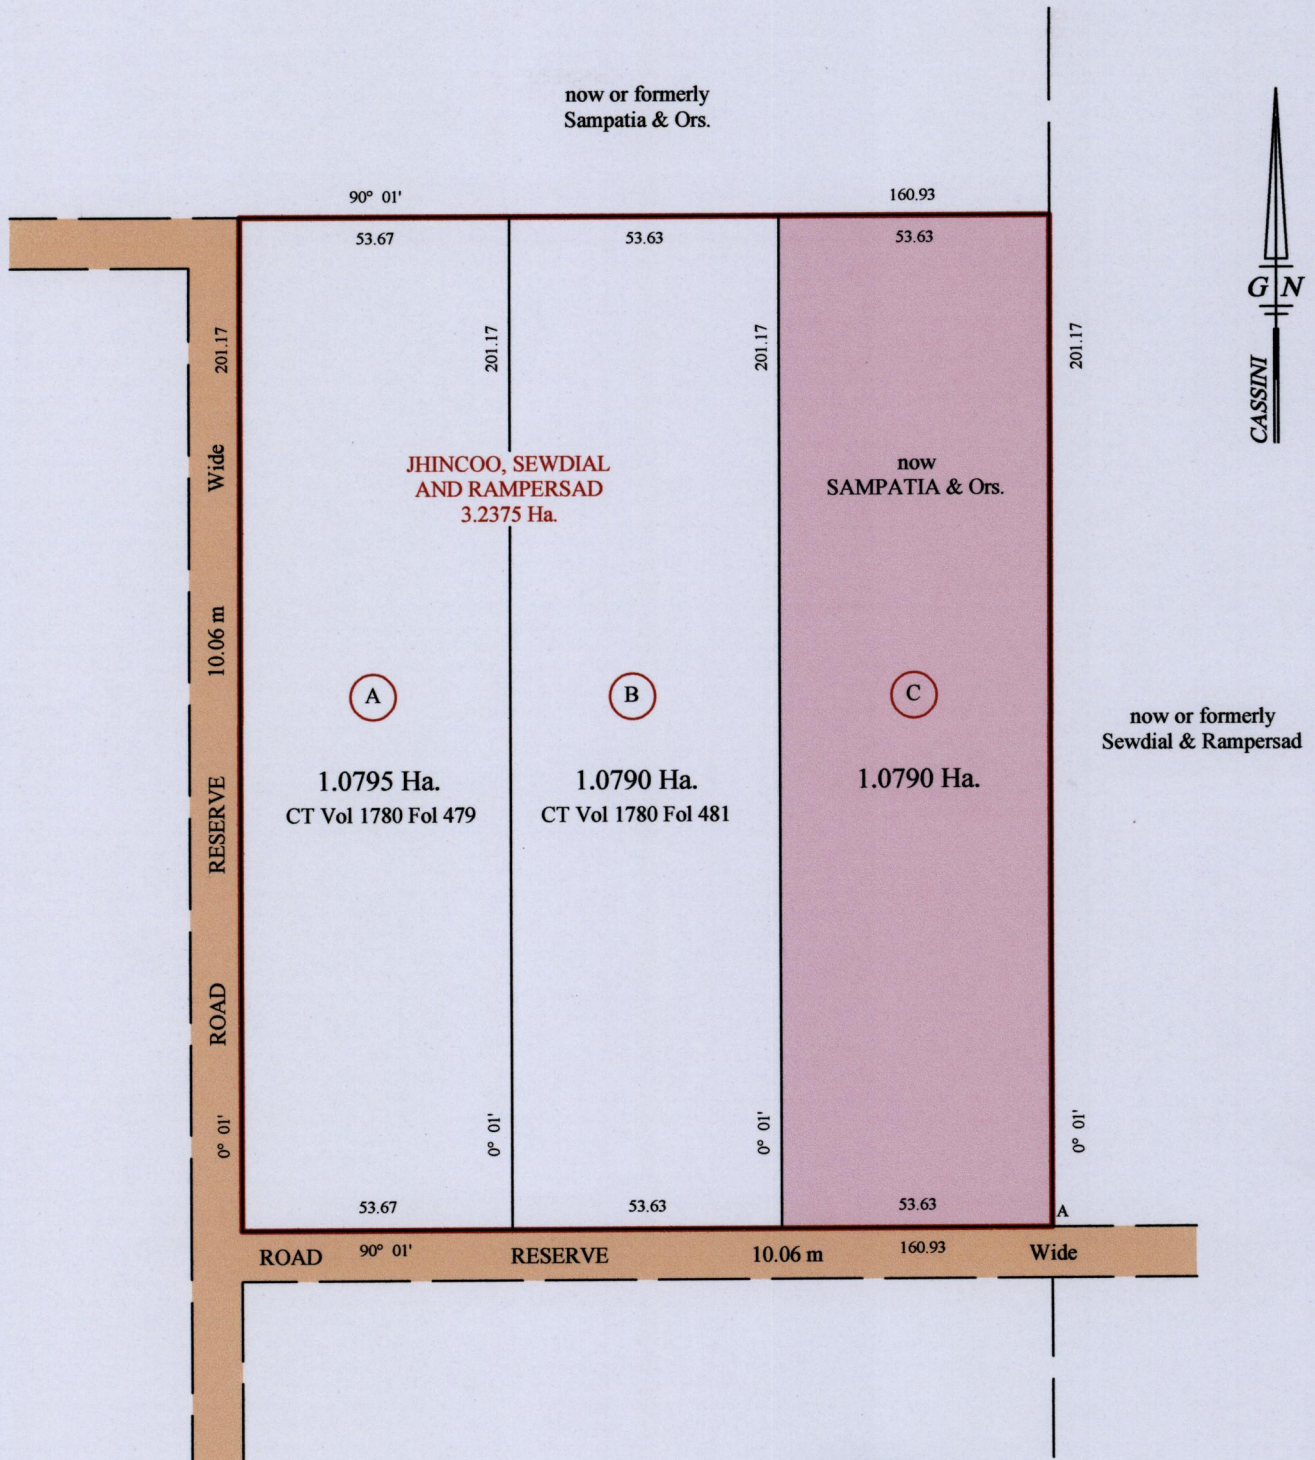 now or formerly
Sampatia & Ors.
90° 01'
160.93
53.67
53.63
53.63
201.17
201.17
201.17
201.17
G N
CASSINI
JHINCOO, SEWDIAL
AND RAMPERSAD
3.2375 Ha.
now
SAMPATIA & Ors.
A
B
C
1.0795 Ha.
CT Vol 1780 Fol 479
1.0790 Ha.
CT Vol 1780 Fol 481
1.0790 Ha.
now or formerly
Sewdial & Rampersad
0° 01' ROAD RESERVE 10.06 m Wide
0° 01'
0° 01'
0° 01'
53.67
53.63
53.63
A
ROAD 90° 01' RESERVE 10.06 m 160.93 Wide